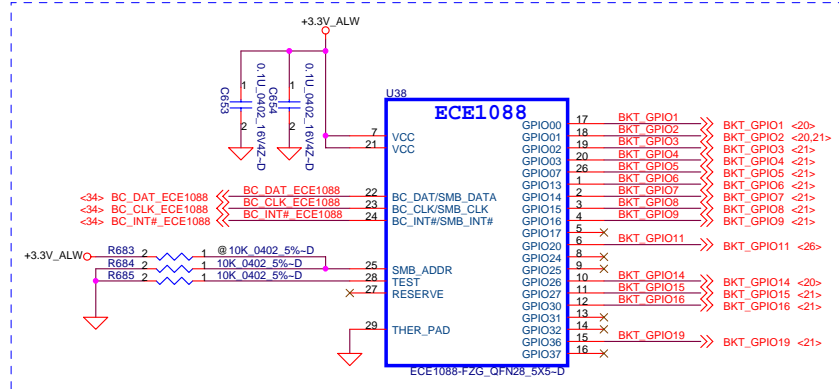 +3.3V_ALW
1 0.1U_0402_16V4Z~D C653 2
1 0.1U_0402_16V4Z~D C654 2
U38
ECE1088
7 VCC
21 VCC
<34> BC_DAT_ECE1088 BC_DAT_ECE1088 22 BC_DAT/SMB_DATA
<34> BC_CLK_ECE1088 BC_CLK_ECE1088 23 BC_CLK/SMB_CLK
<34> BC_INT#_ECE1088 BC_INT#_ECE1088 24 BC_INT#/SMB_INT#
+3.3V_ALW R683 2 1 @10K_0402_5%~D
R684 2 1 10K_0402_5%~D 25 SMB_ADDR
R685 2 1 10K_0402_5%~D 28 TEST
27 RESERVE
29 THER_PAD
GPIO00 17 BKT_GPIO1 BKT_GPIO1 <20>
GPIO01 18 BKT_GPIO2 BKT_GPIO2 <20,21>
GPIO02 19 BKT_GPIO3 BKT_GPIO3 <21>
GPIO03 20 BKT_GPIO4 BKT_GPIO4 <21>
GPIO07 26 BKT_GPIO5 BKT_GPIO5 <21>
GPIO13 1 BKT_GPIO6 BKT_GPIO6 <21>
GPIO14 2 BKT_GPIO7 BKT_GPIO7 <21>
GPIO15 3 BKT_GPIO8 BKT_GPIO8 <21>
GPIO16 4 BKT_GPIO9 BKT_GPIO9 <21>
GPIO17 5
GPIO20 6 BKT_GPIO11 BKT_GPIO11 <26>
GPIO24 8
GPIO25 9
GPIO26 10 BKT_GPIO14 BKT_GPIO14 <20>
GPIO27 11 BKT_GPIO15 BKT_GPIO15 <21>
GPIO30 12 BKT_GPIO16 BKT_GPIO16 <21>
GPIO31 13
GPIO32 14
GPIO36 15 BKT_GPIO19 BKT_GPIO19 <21>
GPIO37 16
ECE1088-FZG_QFN28_5X5~D